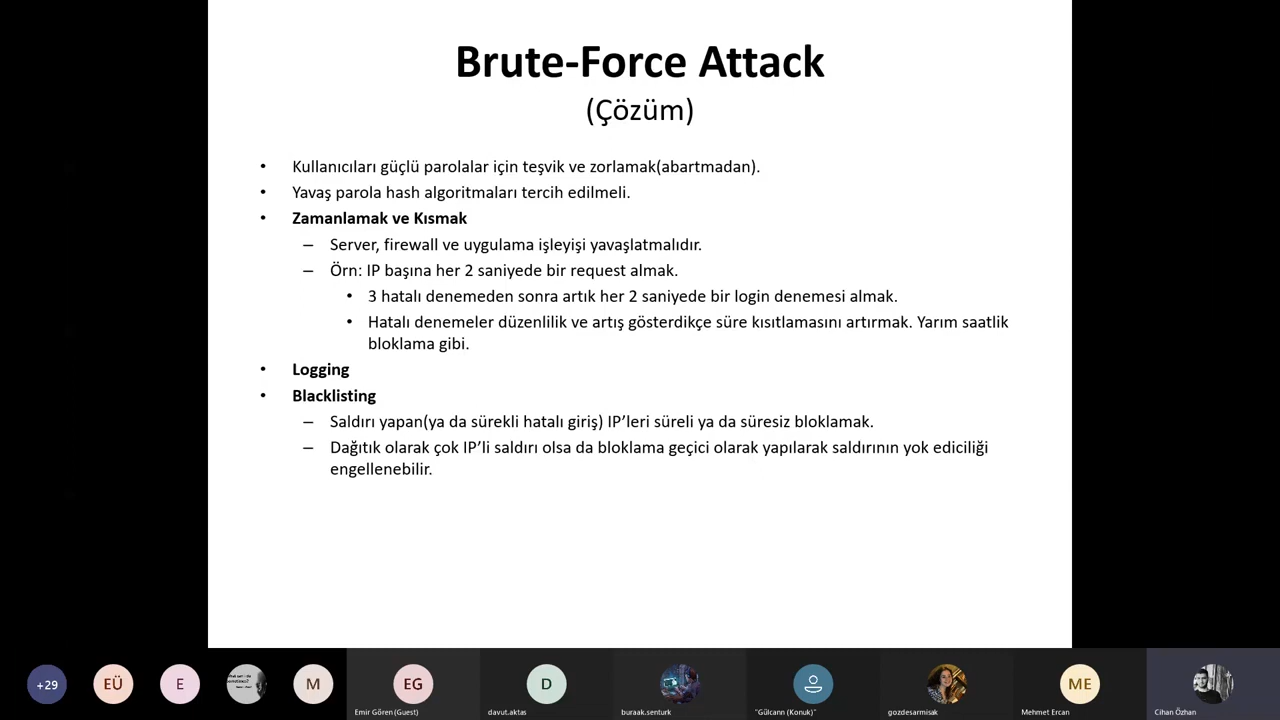 Brute-Force Attack
(Çözüm)
• Kullanıcıları güçlü parolalar için teşvik ve zorlamak(abartmadan).
• Yavaş parola hash algoritmaları tercih edilmeli.
• Zamanlamak ve Kısmak
– Server, firewall ve uygulama işleyişi yavaşlatmalıdır.
– Örn: IP başına her 2 saniyede bir request almak.
• 3 hatalı denemeden sonra artık her 2 saniyede bir login denemesi almak.
• Hatalı denemeler düzenlilik ve artış gösterdikçe süre kısıtlamasını artırmak. Yarım saatlik
bloklama gibi.
• Logging
• Blacklisting
– Saldırı yapan(ya da sürekli hatalı giriş) IP’leri süreli ya da süresiz bloklamak.
– Dağıtık olarak çok IP’li saldırı olsa da bloklama geçici olarak yapılarak saldırının yok ediciliği
engellenebilir.
+29 EÜ E M EG D ME
Emir Gören (Guest) davut.aktas buraak.senturk "Gülcann (Konuk)" gozdesarmisak Mehmet Ercan Cihan Özhan